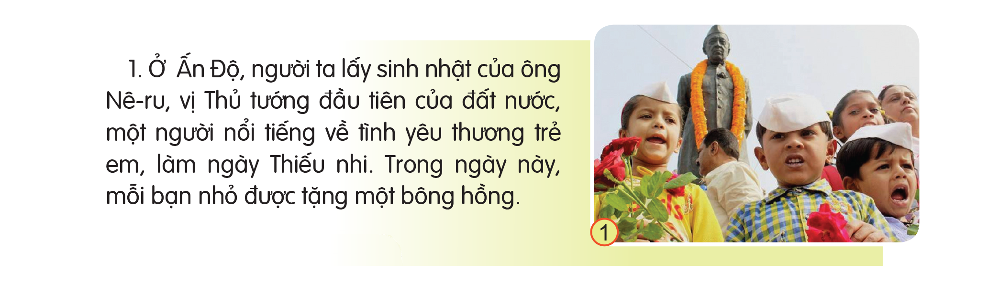 1. Ở Ấn Độ, người ta lấy sinh nhật của ông
Nê-ru, vị Thủ tướng đầu tiên của đất nước,
một người nổi tiếng về tình yêu thương trẻ
em, làm ngày Thiếu nhi. Trong ngày này,
mỗi bạn nhỏ được tặng một bông hồng.
1